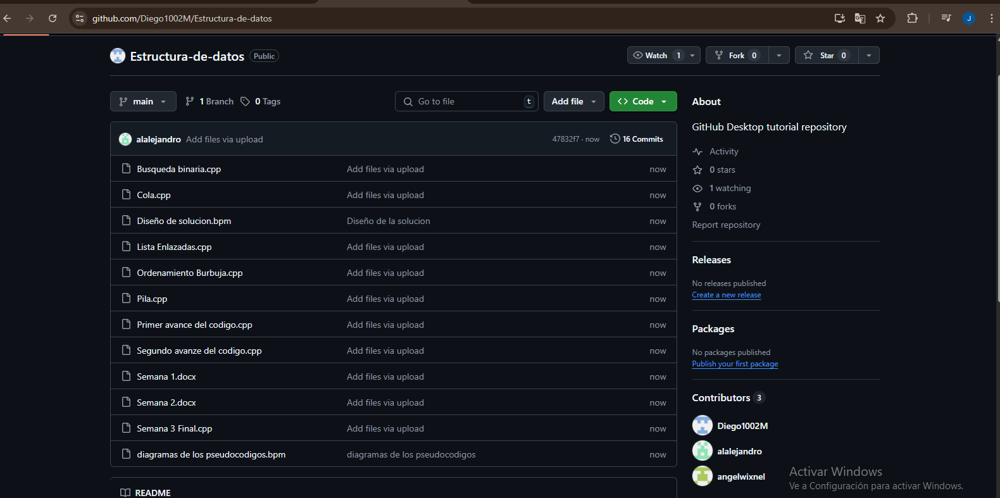 github.com/Diego1002M/Estructura-de-datos
J
Estructura-de-datos Public
Watch 1 Fork 0 Star 0
main 1 Branch 0 Tags Go to file t Add file <> Code
alalejandro Add files via upload 47832f7 · now 16 Commits
Busqueda binaria.cpp Add files via upload now
Cola.cpp Add files via upload now
Diseño de solucion.bpm Diseño de la solucion now
Lista Enlazadas.cpp Add files via upload now
Ordenamiento Burbuja.cpp Add files via upload now
Pila.cpp Add files via upload now
Primer avance del codigo.cpp Add files via upload now
Segundo avanze del codigo.cpp Add files via upload now
Semana 1.docx Add files via upload now
Semana 2.docx Add files via upload now
Semana 3 Final.cpp Add files via upload now
diagramas de los pseudocodigos.bpm diagramas de los pseudocodigos now
README
About
GitHub Desktop tutorial repository
Activity
0 stars
1 watching
0 forks
Report repository
Releases
No releases published
Create a new release
Packages
No packages published
Publish your first package
Contributors 3
Diego1002M
alalejandro
angelwixnel
Activar Windows
Ve a Configuración para activar Windows.